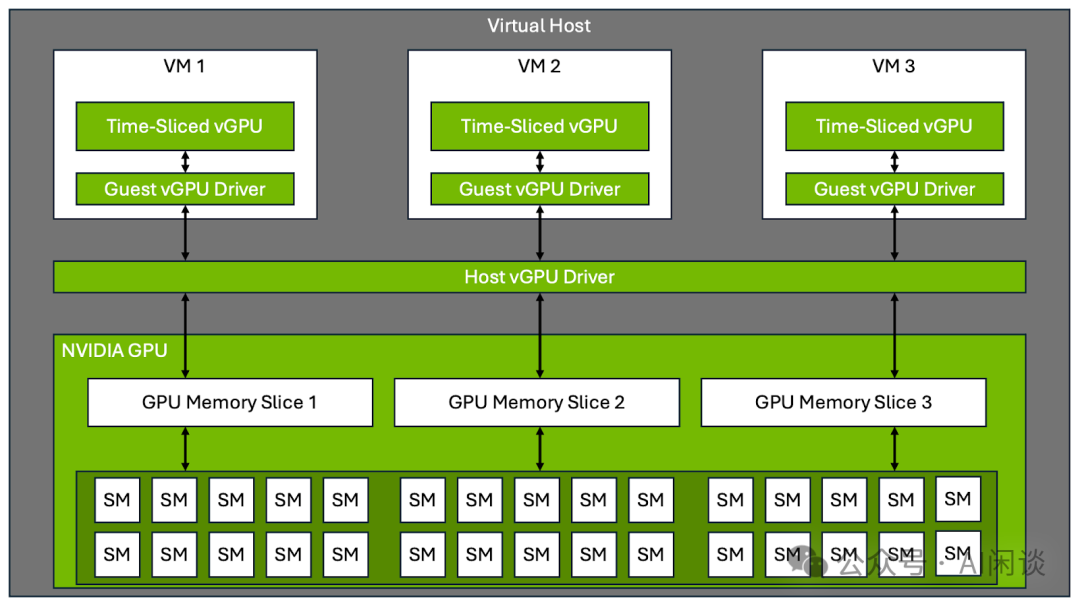 Virtual Host
VM 1 VM 2 VM 3
Time-Sliced vGPU Time-Sliced vGPU Time-Sliced vGPU
Guest vGPU Driver Guest vGPU Driver Guest vGPU Driver
Host vGPU Driver
NVIDIA GPU
GPU Memory Slice 1 GPU Memory Slice 2 GPU Memory Slice 3
SM SM SM SM SM SM SM SM SM SM SM SM SM SM SM
SM SM SM SM SM SM SM SM SM SM SM SM SM SM SM
公众号 · AI闲谈